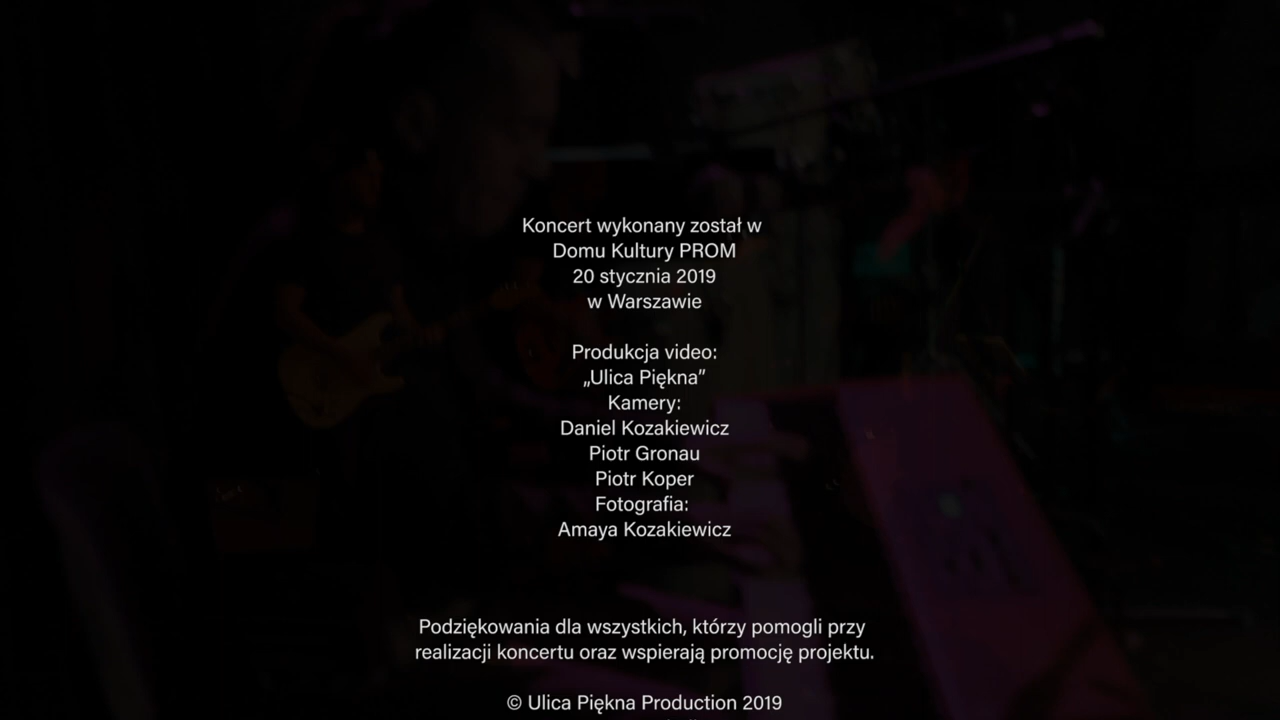 Koncert wykonany został w
Domu Kultury PROM
20 stycznia 2019
w Warszawie
Produkcja video:
„Ulica Piękna”
Kamery:
Daniel Kozakiewicz
Piotr Gronau
Piotr Koper
Fotografia:
Amaya Kozakiewicz
Podziękowania dla wszystkich, którzy pomogli przy
realizacji koncertu oraz wspierają promocję projektu.
© Ulica Piękna Production 2019